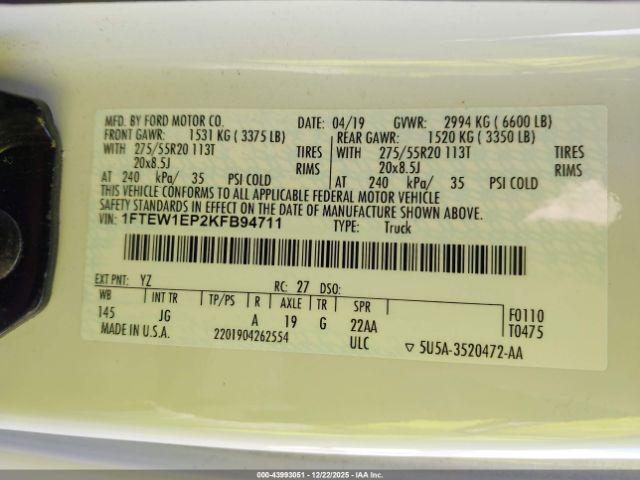 MFD. BY FORD MOTOR CO. DATE: 04/19 GVWR: 2994 KG ( 6600 LB)
FRONT GAWR: 1531 KG ( 3375 LB) REAR GAWR: 1520 KG ( 3350 LB)
WITH 275/55R20 113T TIRES WITH 275/55R20 113T TIRES
20x8.5J RIMS 20x8.5J RIMS
AT 240 kPa/ 35 PSI COLD AT 240 kPa/ 35 PSI COLD
THIS VEHICLE CONFORMS TO ALL APPLICABLE FEDERAL MOTOR VEHICLE
SAFETY STANDARDS IN EFFECT ON THE DATE OF MANUFACTURE SHOWN ABOVE.
VIN: 1FTEW1EP2KFB94711 TYPE: Truck
EXT PNT: YZ RC: 27 DSO:
WB INT TR TP/PS R AXLE TR SPR
145 JG A 19 G 22AA F0110
T0475
MADE IN U.S.A. 2201904262554 ULC ▽ 5U5A-3520472-AA
000-43993051 - 12/22/2025 - IAA Inc.